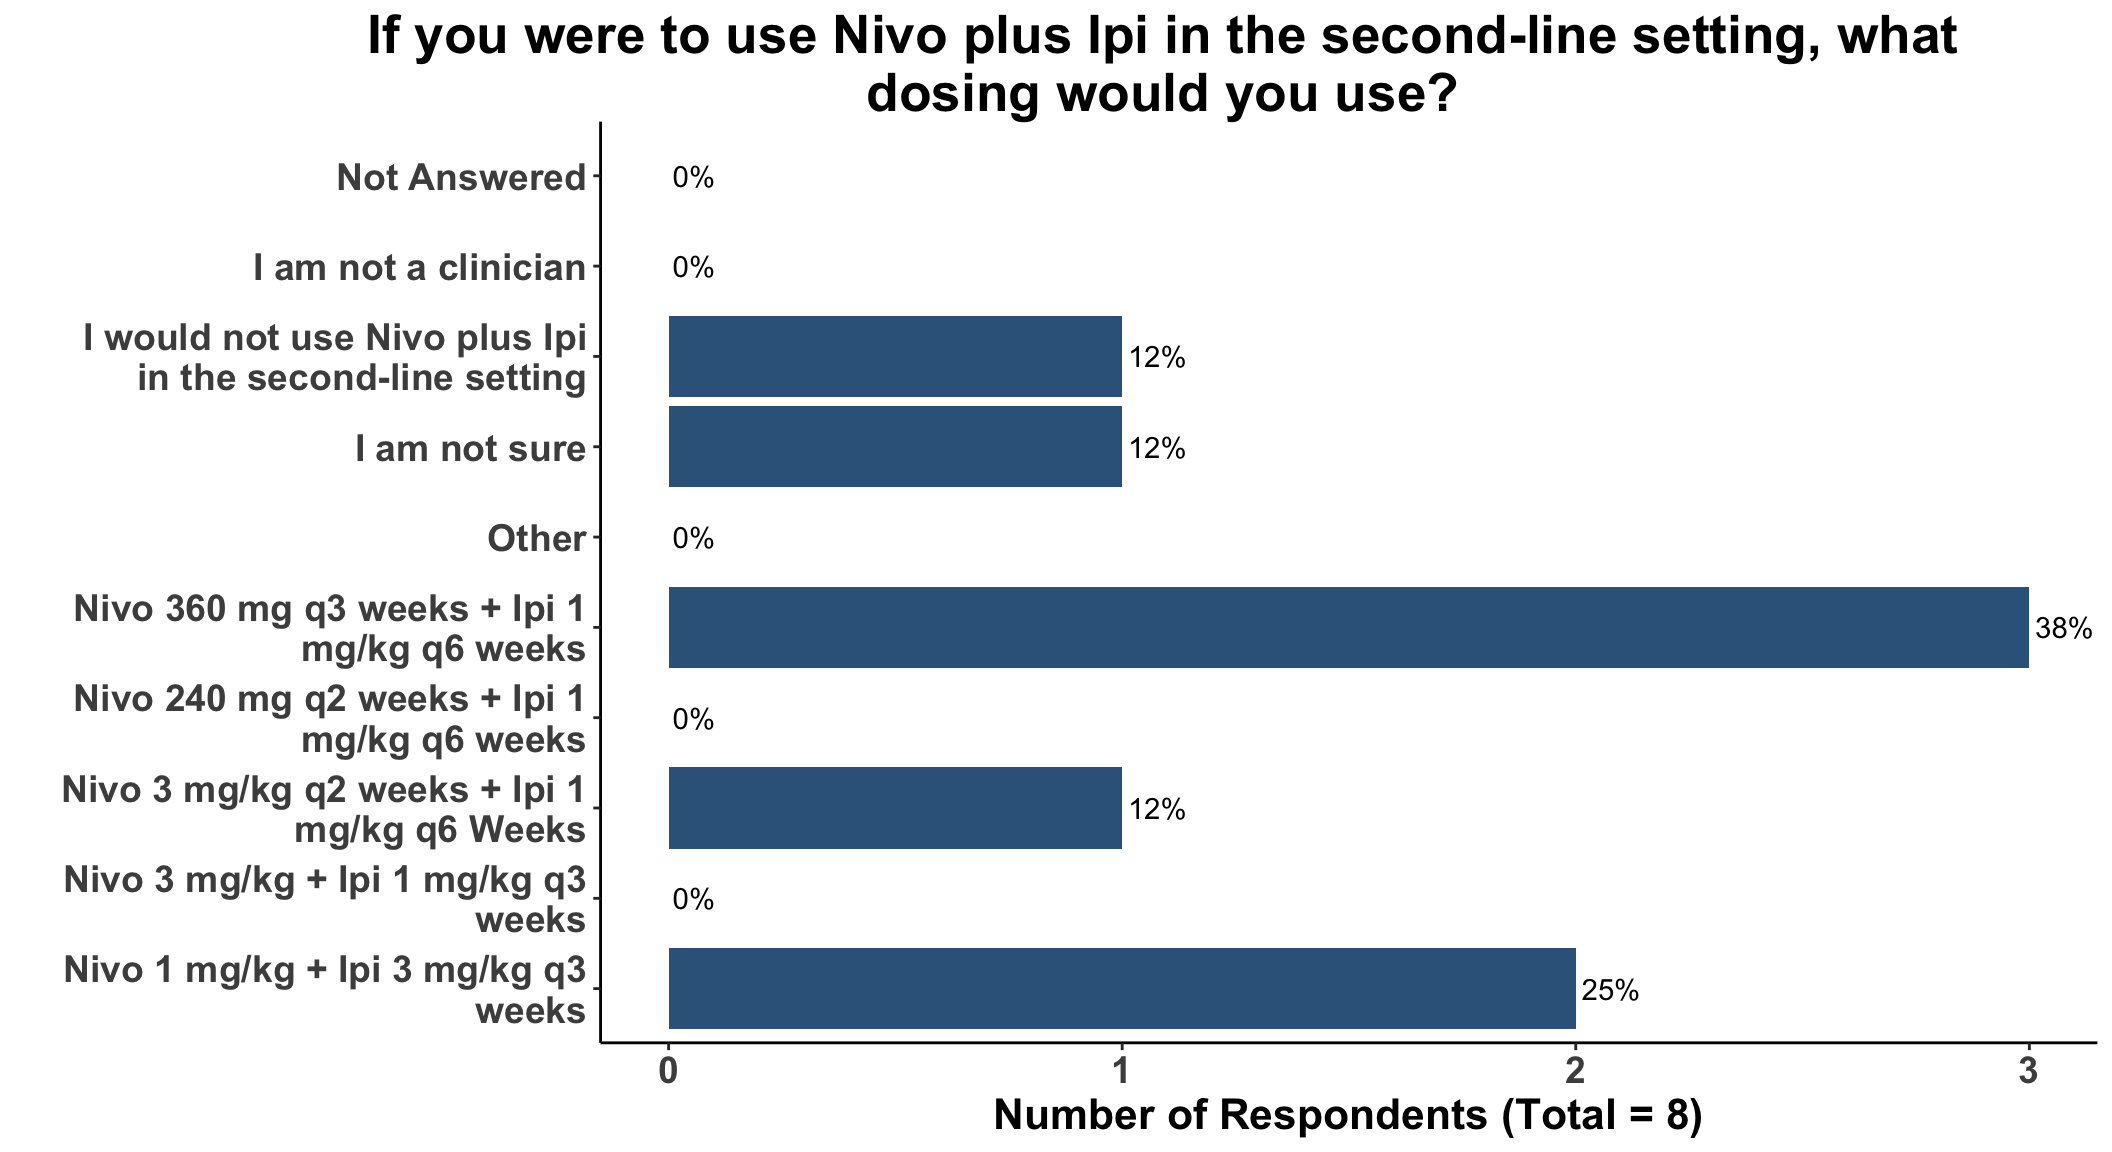 If you were to use Nivo plus Ipi in the second-line setting, what
dosing would you use?
Not Answered
0%
I am not a clinician
0%
I would not use Nivo plus Ipi
in the second-line setting
12%
I am not sure
12%
Other
0%
Nivo 360 mg q3 weeks + Ipi 1
mg/kg q6 weeks
38%
Nivo 240 mg q2 weeks + Ipi 1
mg/kg q6 weeks
0%
Nivo 3 mg/kg q2 weeks + Ipi 1
mg/kg q6 Weeks
12%
Nivo 3 mg/kg + Ipi 1 mg/kg q3
weeks
0%
Nivo 1 mg/kg + Ipi 3 mg/kg q3
weeks
25%
0 1 2 3
Number of Respondents (Total = 8)